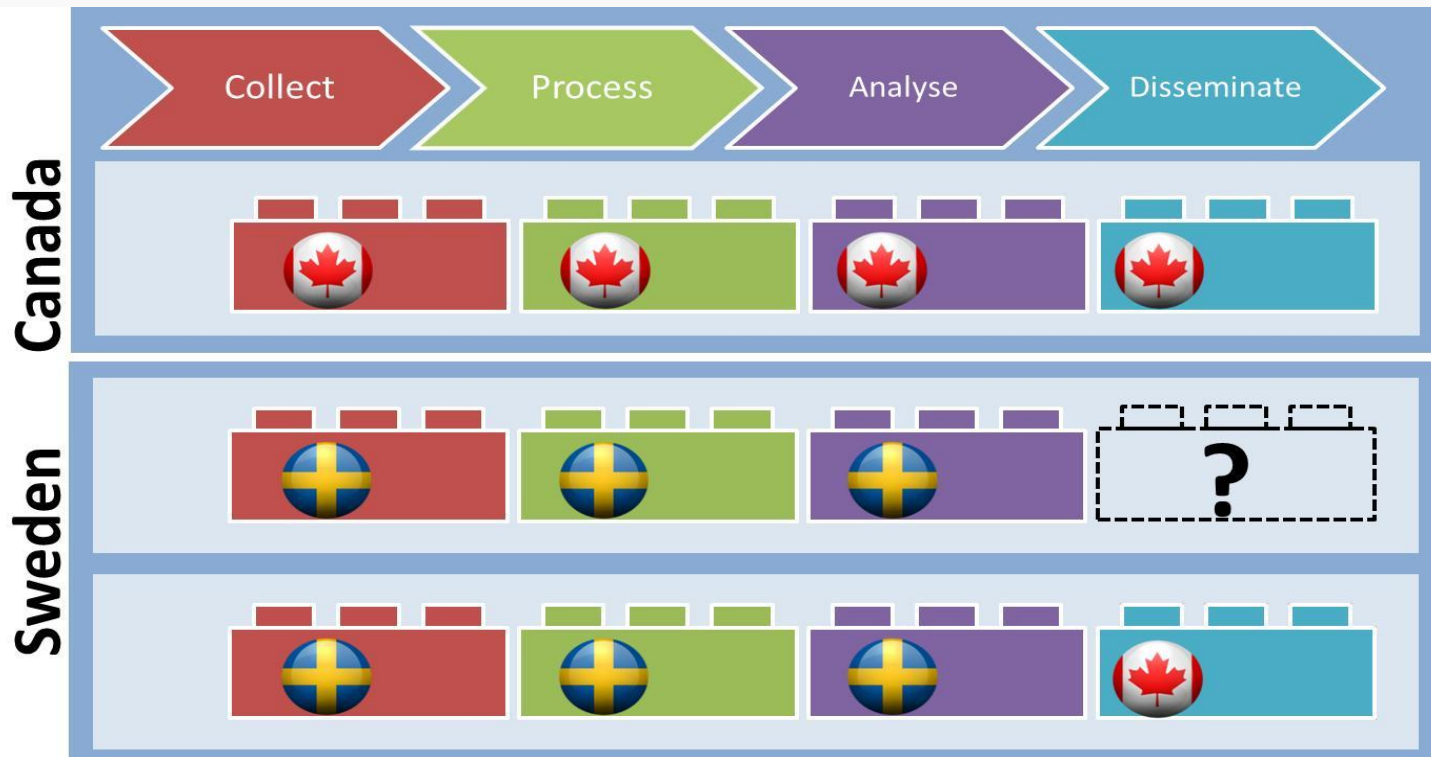 Collect
Process
Analyse
Disseminate
Canada
Sweden
?